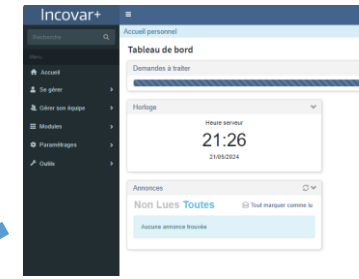 Incovar+
Recherche
Menu
Accueil
Se gérer
Gérer son équipe
Modules
Paramétrages
Outils
Accueil personnel
Tableau de bord
Demandes à traiter
Horloge
Heure serveur
21:26
21/05/2024
Annonces
Non Lues Toutes
Tout marquer comme lu
Aucune annonce trouvée